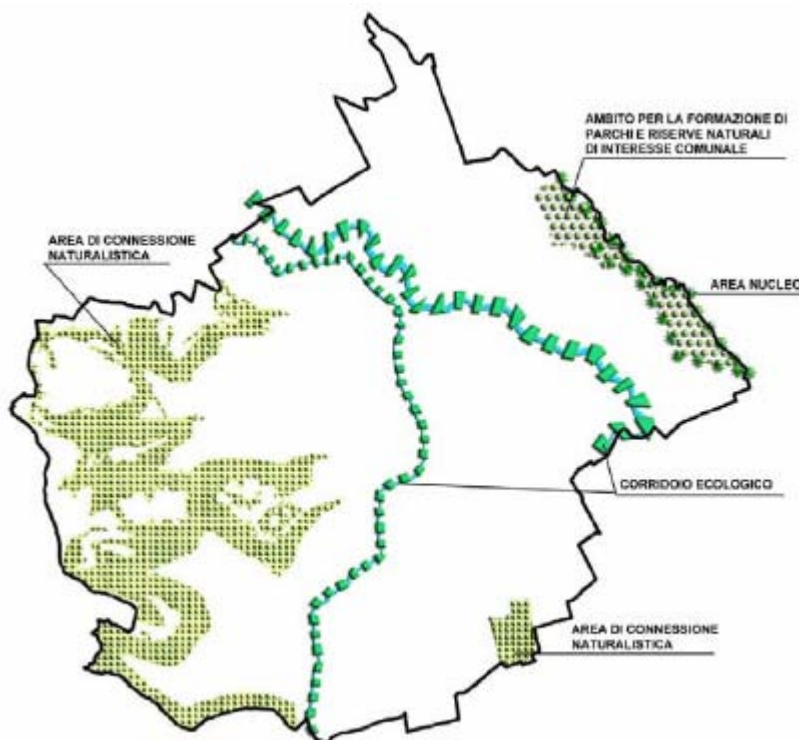 AMBITO PER LA FORMAZIONE DI
PARCHI E RISERVE NATURALI
DI INTERESSE COMUNALE
AREA DI CONNESSIONE
NATURALISTICA
AREA NUCLEO
CORRIDOIO ECOLOGICO
AREA DI CONNESSIONE
NATURALISTICA